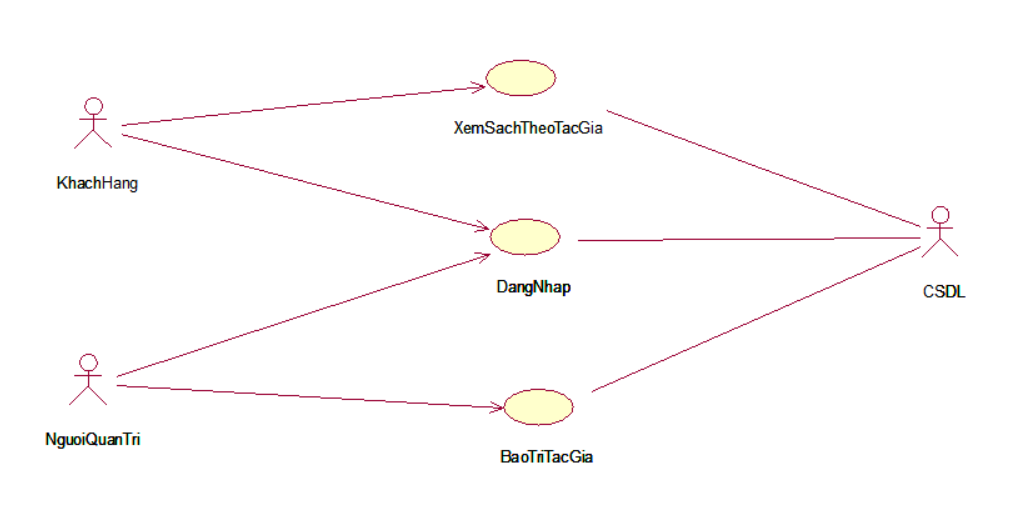 XemSachTheoTacGia
KhachHang
DangNhap
CSDL
NguoiQuanTri
BaoTriTacGia